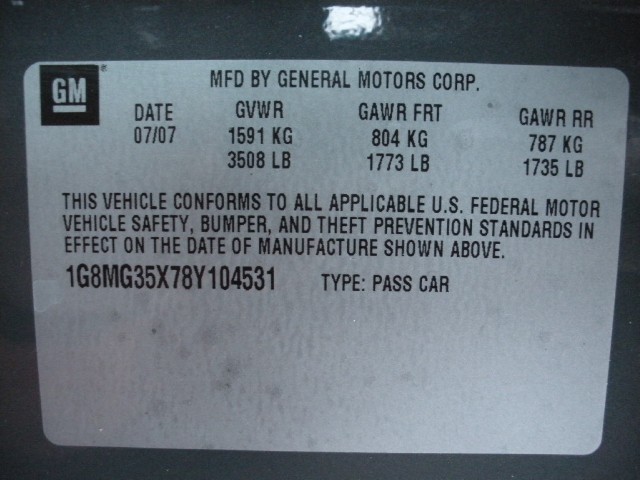 GM
MFD BY GENERAL MOTORS CORP.
DATE GVWR GAWR FRT GAWR RR
07/07 1591 KG 804 KG 787 KG
3508 LB 1773 LB 1735 LB
THIS VEHICLE CONFORMS TO ALL APPLICABLE U.S. FEDERAL MOTOR
VEHICLE SAFETY, BUMPER, AND THEFT PREVENTION STANDARDS IN
EFFECT ON THE DATE OF MANUFACTURE SHOWN ABOVE.
1G8MG35X78Y104531 TYPE: PASS CAR